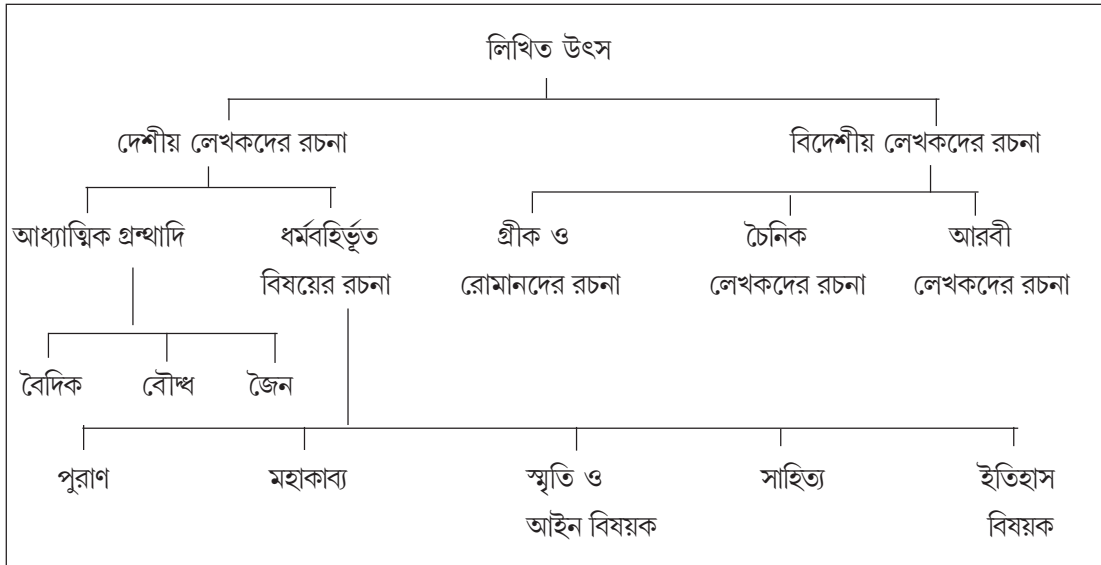 লিখিত উৎস
দেশীয় লেখকদের রচনা বিদেশীয় লেখকদের রচনা
আধ্যাত্মিক গ্রন্থাদি ধর্মবহির্ভূত গ্রীক ও চৈনিক আরবী
বিষয়ের রচনা রোমানদের রচনা লেখকদের রচনা লেখকদের রচনা
বৈদিক বৌদ্ধ জৈন
পুরাণ মহাকাব্য স্মৃতি ও সাহিত্য ইতিহাস
আইন বিষয়ক বিষয়ক